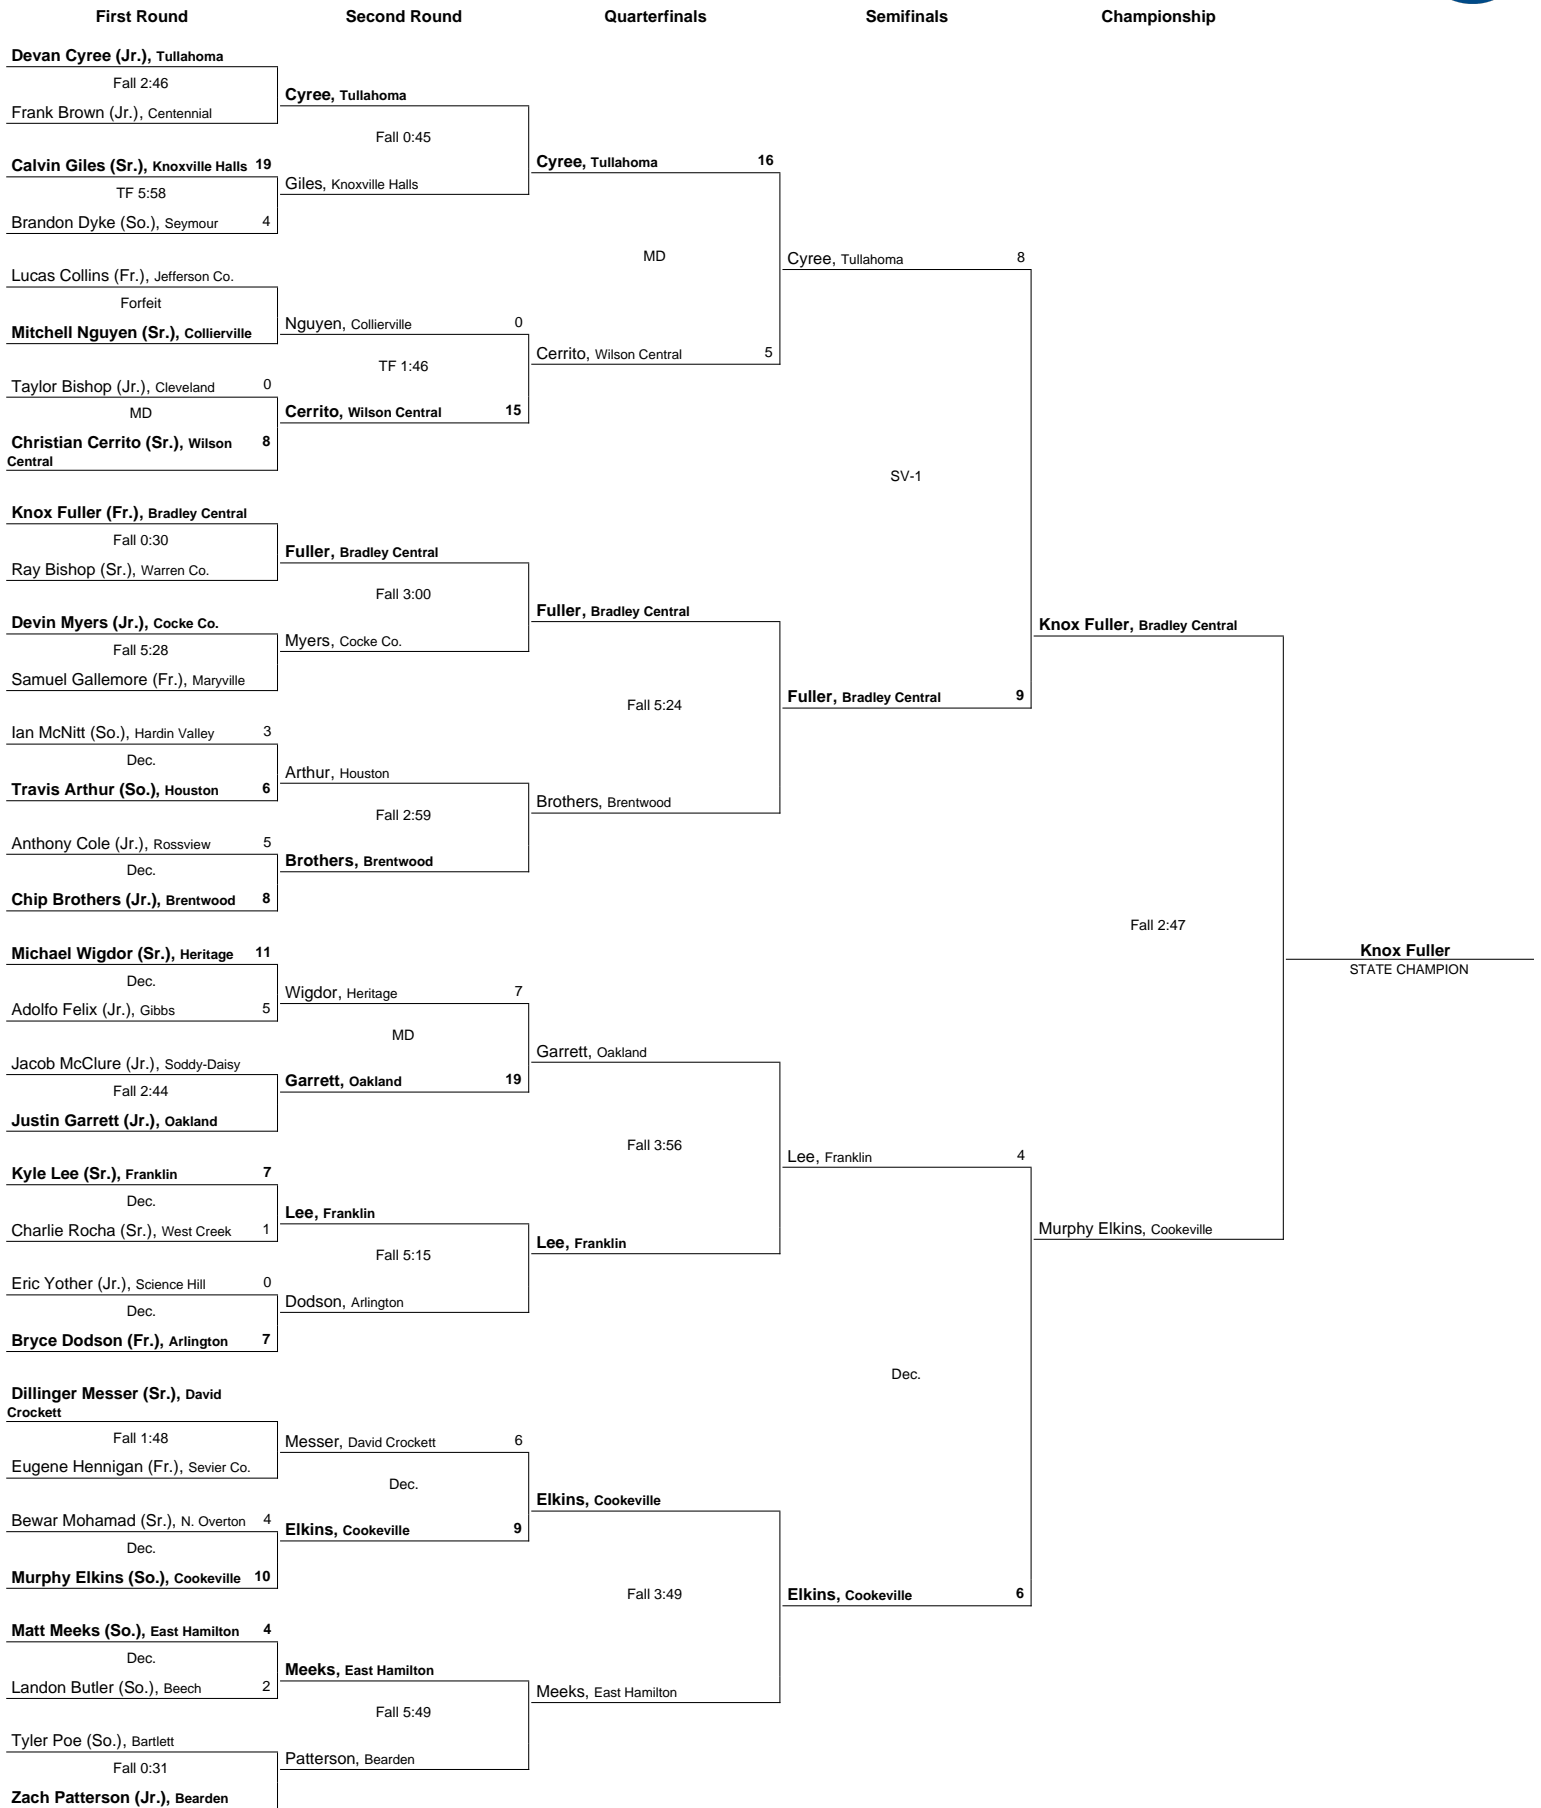 First Round
Second Round
Quarterfinals
Semifinals
Championship
Devan Cyree (Jr.), Tullahoma
Fall 2:46
Frank Brown (Jr.), Centennial
Calvin Giles (Sr.), Knoxville Halls 19
TF 5:58
Brandon Dyke (So.), Seymour 4
Lucas Collins (Fr.), Jefferson Co.
Forfeit
Mitchell Nguyen (Sr.), Collierville
Taylor Bishop (Jr.), Cleveland 0
MD
Christian Cerrito (Sr.), Wilson 8
Central
Knox Fuller (Fr.), Bradley Central
Fall 0:30
Ray Bishop (Sr.), Warren Co.
Devin Myers (Jr.), Cocke Co.
Fall 5:28
Samuel Gallemore (Fr.), Maryville
Ian McNitt (So.), Hardin Valley 3
Dec.
Travis Arthur (So.), Houston 6
Anthony Cole (Jr.), Rossview 5
Dec.
Chip Brothers (Jr.), Brentwood 8
Michael Wigdor (Sr.), Heritage 11
Dec.
Adolfo Felix (Jr.), Gibbs 5
Jacob McClure (Jr.), Soddy-Daisy
Fall 2:44
Justin Garrett (Jr.), Oakland
Kyle Lee (Sr.), Franklin 7
Dec.
Charlie Rocha (Sr.), West Creek 1
Eric Yother (Jr.), Science Hill 0
Dec.
Bryce Dodson (Fr.), Arlington 7
Dillinger Messer (Sr.), David
Crockett
Fall 1:48
Eugene Hennigan (Fr.), Sevier Co.
Bewar Mohamad (Sr.), N. Overton 4
Dec.
Murphy Elkins (So.), Cookeville 10
Matt Meeks (So.), East Hamilton 4
Dec.
Landon Butler (So.), Beech 2
Tyler Poe (So.), Bartlett
Fall 0:31
Zach Patterson (Jr.), Bearden
Cyree, Tullahoma
Fall 0:45
Giles, Knoxville Halls
Nguyen, Collierville 0
TF 1:46
Cerrito, Wilson Central 15
Fuller, Bradley Central
Fall 3:00
Myers, Cocke Co.
Arthur, Houston
Fall 2:59
Brothers, Brentwood
Wigdor, Heritage 7
MD
Garrett, Oakland 19
Lee, Franklin
Fall 5:15
Dodson, Arlington
Messer, David Crockett 6
Dec.
Elkins, Cookeville 9
Meeks, East Hamilton
Fall 5:49
Patterson, Bearden
Cyree, Tullahoma 16
MD
Cerrito, Wilson Central 5
Fuller, Bradley Central
Fall 5:24
Brothers, Brentwood
Garrett, Oakland
Fall 3:56
Lee, Franklin
Elkins, Cookeville
Fall 3:49
Meeks, East Hamilton
Cyree, Tullahoma 8
SV-1
Fuller, Bradley Central 9
Lee, Franklin 4
Dec.
Elkins, Cookeville 6
Knox Fuller, Bradley Central
Fall 2:47
Murphy Elkins, Cookeville
Knox Fuller
STATE CHAMPION